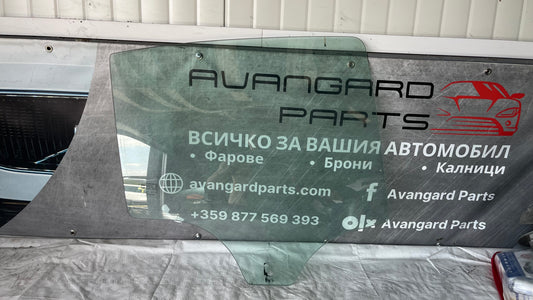 AVANGARD
PARTS
ВСИЧКО ЗА ВАШИЯ АВТОМОБИЛ
• Фарове • Брони • Калници
avangardparts.com f Avangard Parts
+359 877 569 393 olx Avangard Parts